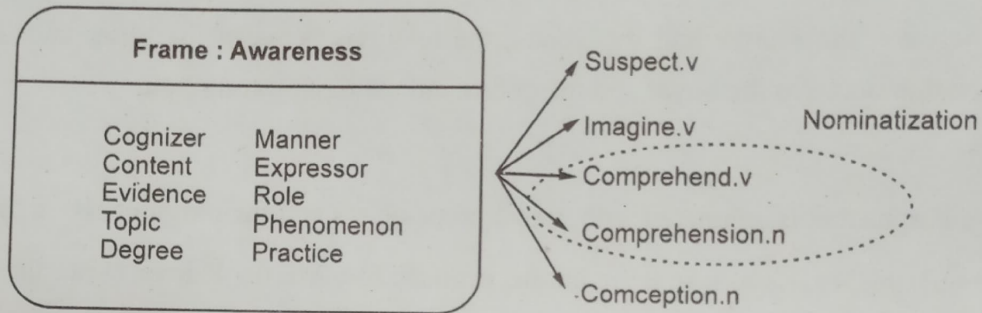 Frame : Awareness
Cognizer Manner
Content Expressor
Evidence Role
Topic Phenomenon
Degree Practice
Suspect.v
Imagine.v
Nominatization
Comprehend.v
Comprehension.n
Comception.n